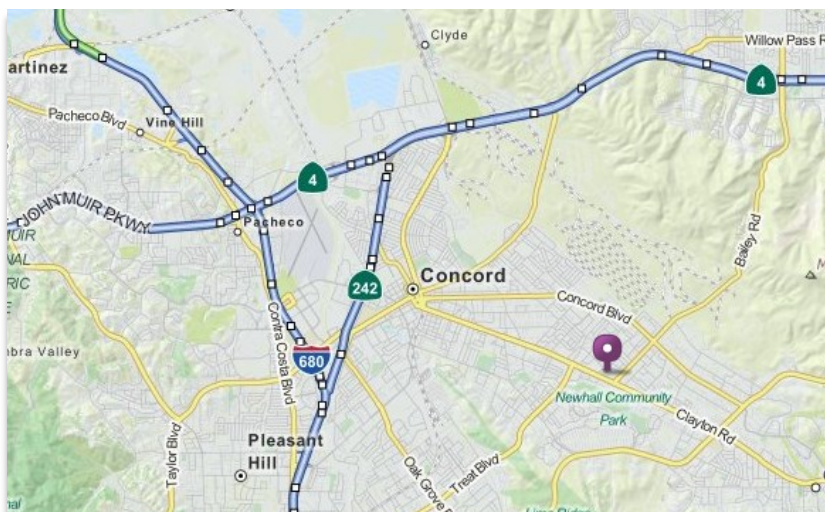 Clyde
Willow Pass R
artinez
4
Pacheco Blvd
Vine Hill
4
JOHN MUIR PKWY
Pacheco
Bailey Rd
UIR
NAL
RIC
E
M
Concord
242
Concord Blvd
Contra Costa Blvd
bra Valley
680
Newhall Community
Park
Clayton Rd
Taylor Blvd
Pleasant
Hill
Oak Grove
Treat Blvd
nal